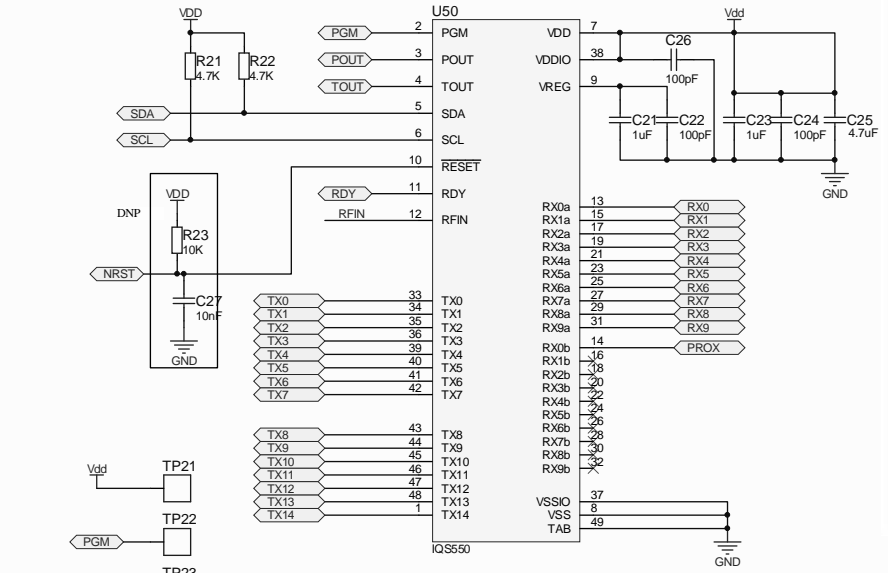 VDD
R21
4.7K
R22
4.7K
SDA
SCL
VDD
DNP
R23
10K
NRST
C27
10nF
GND
PGM
POUT
TOUT
RDY
RFIN
TX0
TX1
TX2
TX3
TX4
TX5
TX6
TX7
TX8
TX9
TX10
TX11
TX12
TX13
TX14
Vdd
TP21
PGM
TP22
TP23
U50
2 PGM
3 POUT
4 TOUT
5 SDA
6 SCL
10 RESET
11 RDY
12 RFIN
33 TX0
34 TX1
35 TX2
36 TX3
39 TX4
40 TX5
41 TX6
42 TX7
43 TX8
44 TX9
45 TX10
46 TX11
47 TX12
48 TX13
1 TX14
IQS550
VDD 7
VDDIO 38
VREG 9
RX0a 13 RX0
RX1a 15 RX1
RX2a 17 RX2
RX3a 19 RX3
RX4a 21 RX4
RX5a 23 RX5
RX6a 25 RX6
RX7a 27 RX7
RX8a 29 RX8
RX9a 31 RX9
RX0b 14 PROX
RX1b 16
RX2b 18
RX3b 20
RX4b 22
RX5b 24
RX6b 26
RX7b 28
RX8b 30
RX9b 32
VSSIO 37
VSS 8
TAB 49
GND
Vdd
C26
100pF
C21
1uF
C22
100pF
C23
1uF
C24
100pF
C25
4.7uF
GND